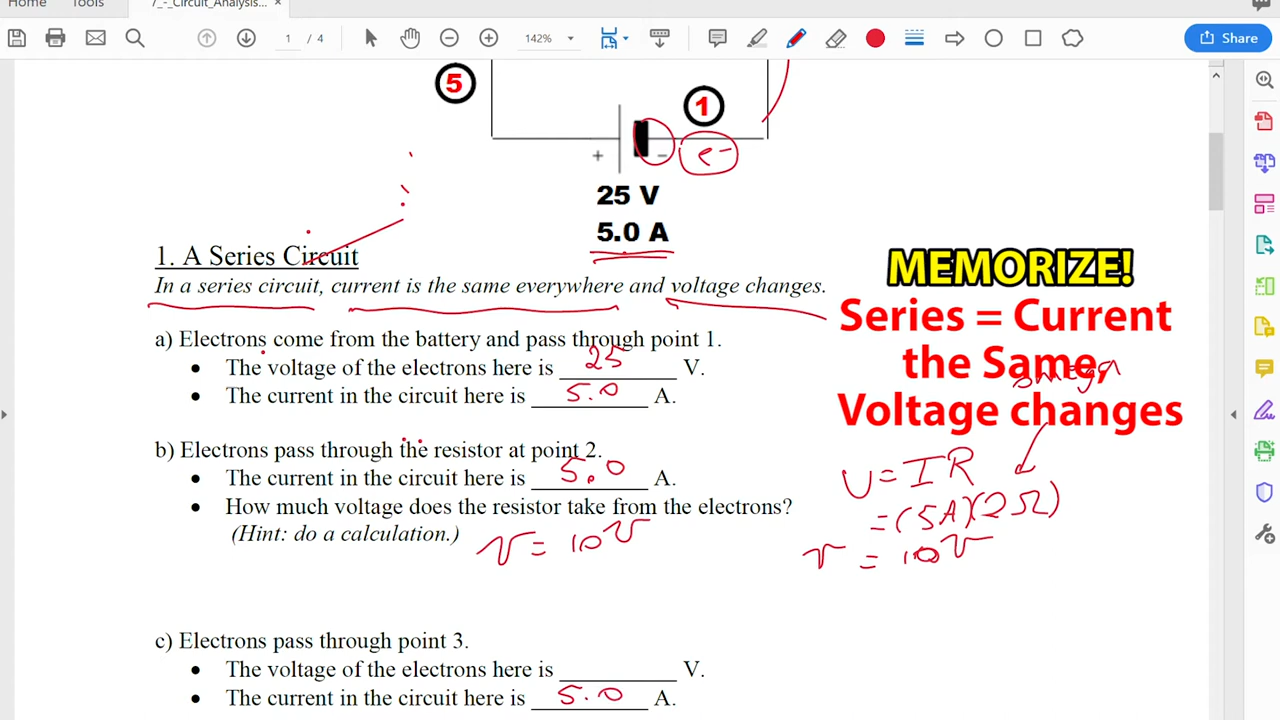 Home Tools 7_-_Circuit_Analysis... ×
1 / 4 142% Share
5
1
+ - e-
25 V
5.0 A
1. A Series Circuit
In a series circuit, current is the same everywhere and voltage changes.
MEMORIZE!
Series = Current
the Same,
Voltage changes
omega
a) Electrons come from the battery and pass through point 1.
• The voltage of the electrons here is 25 V.
• The current in the circuit here is 5.0 A.
b) Electrons pass through the resistor at point 2.
• The current in the circuit here is 5.0 A.
• How much voltage does the resistor take from the electrons?
(Hint: do a calculation.) V = 10 V
V = IR
= (5A)(2Ω)
V = 10 V
c) Electrons pass through point 3.
• The voltage of the electrons here is __________ V.
• The current in the circuit here is 5.0 A.